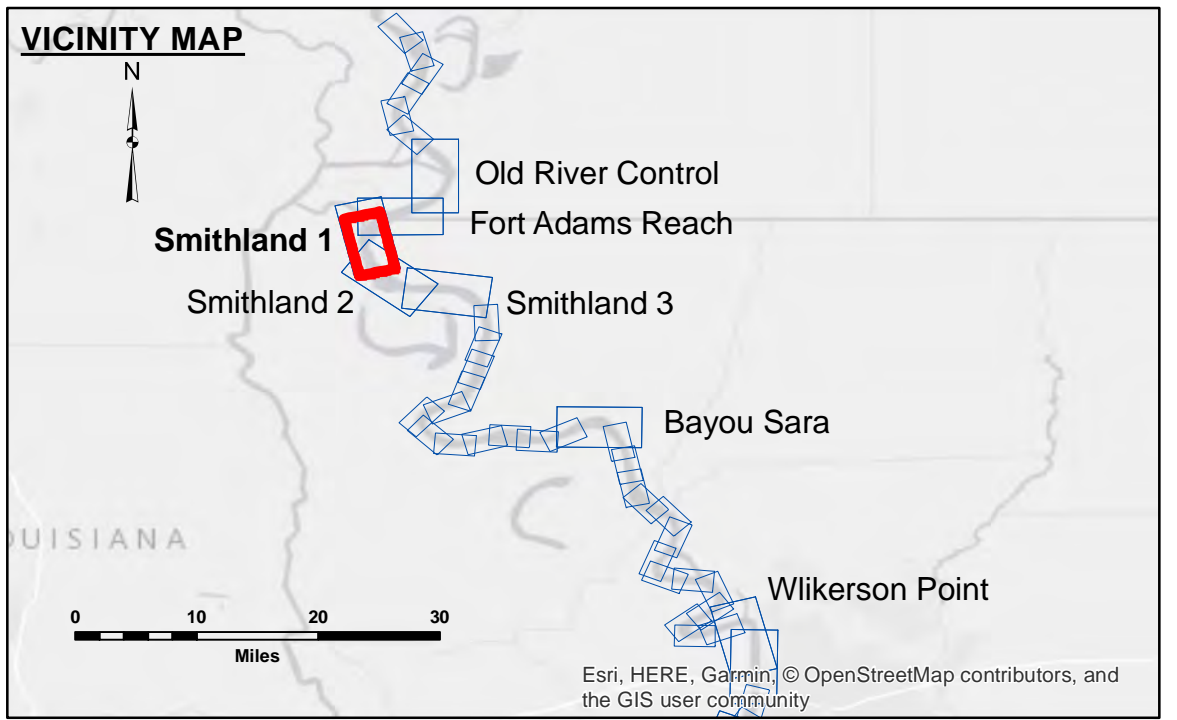 VICINITY MAP
N
Old River Control
Fort Adams Reach
Smithland 1
Smithland 2
Smithland 3
Bayou Sara
OUISIANA
Wlikerson Point
0 10 20 30
Miles
Esri, HERE, Garmin, © OpenStreetMap contributors, and
the GIS user community